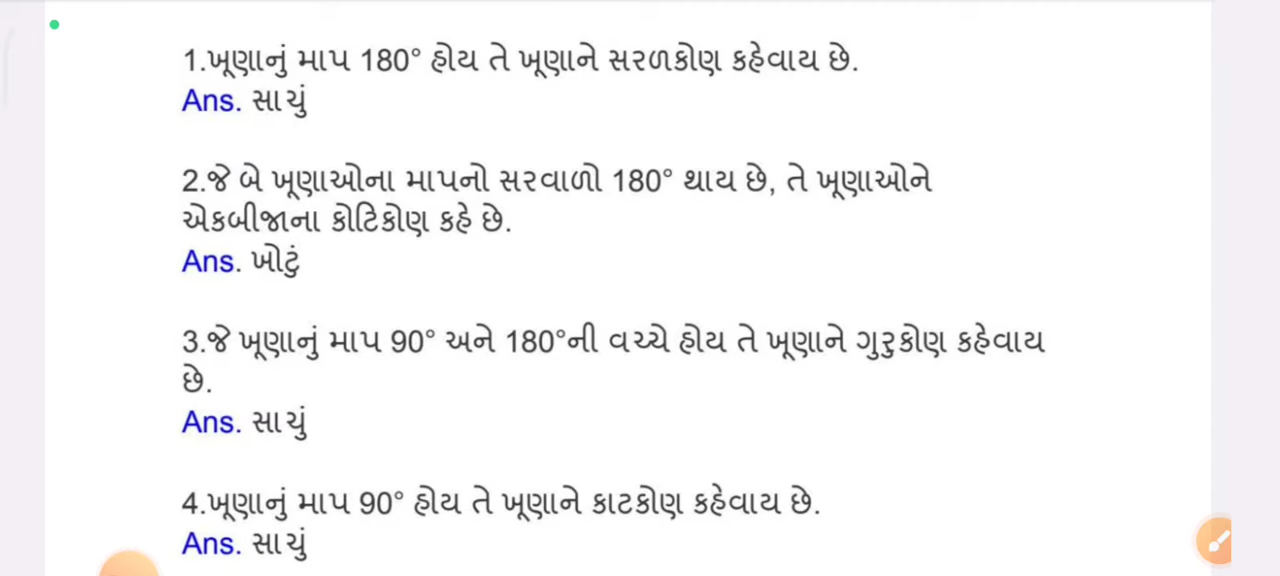 1.ખૂણાનું માપ 180° હોય તે ખૂણાને સરળકોણ કહેવાય છે.
Ans. સાચું
2.જે બે ખૂણાઓના માપનો સરવાળો 180° થાય છે, તે ખૂણાઓને
એકબીજાના કોટિકોણ કહે છે.
Ans. ખોટું
3.જે ખૂણાનું માપ 90° અને 180°ની વચ્ચે હોય તે ખૂણાને ગુરુકોણ કહેવાય
છે.
Ans. સાચું
4.ખૂણાનું માપ 90° હોય તે ખૂણાને કાટકોણ કહેવાય છે.
Ans. સાચું